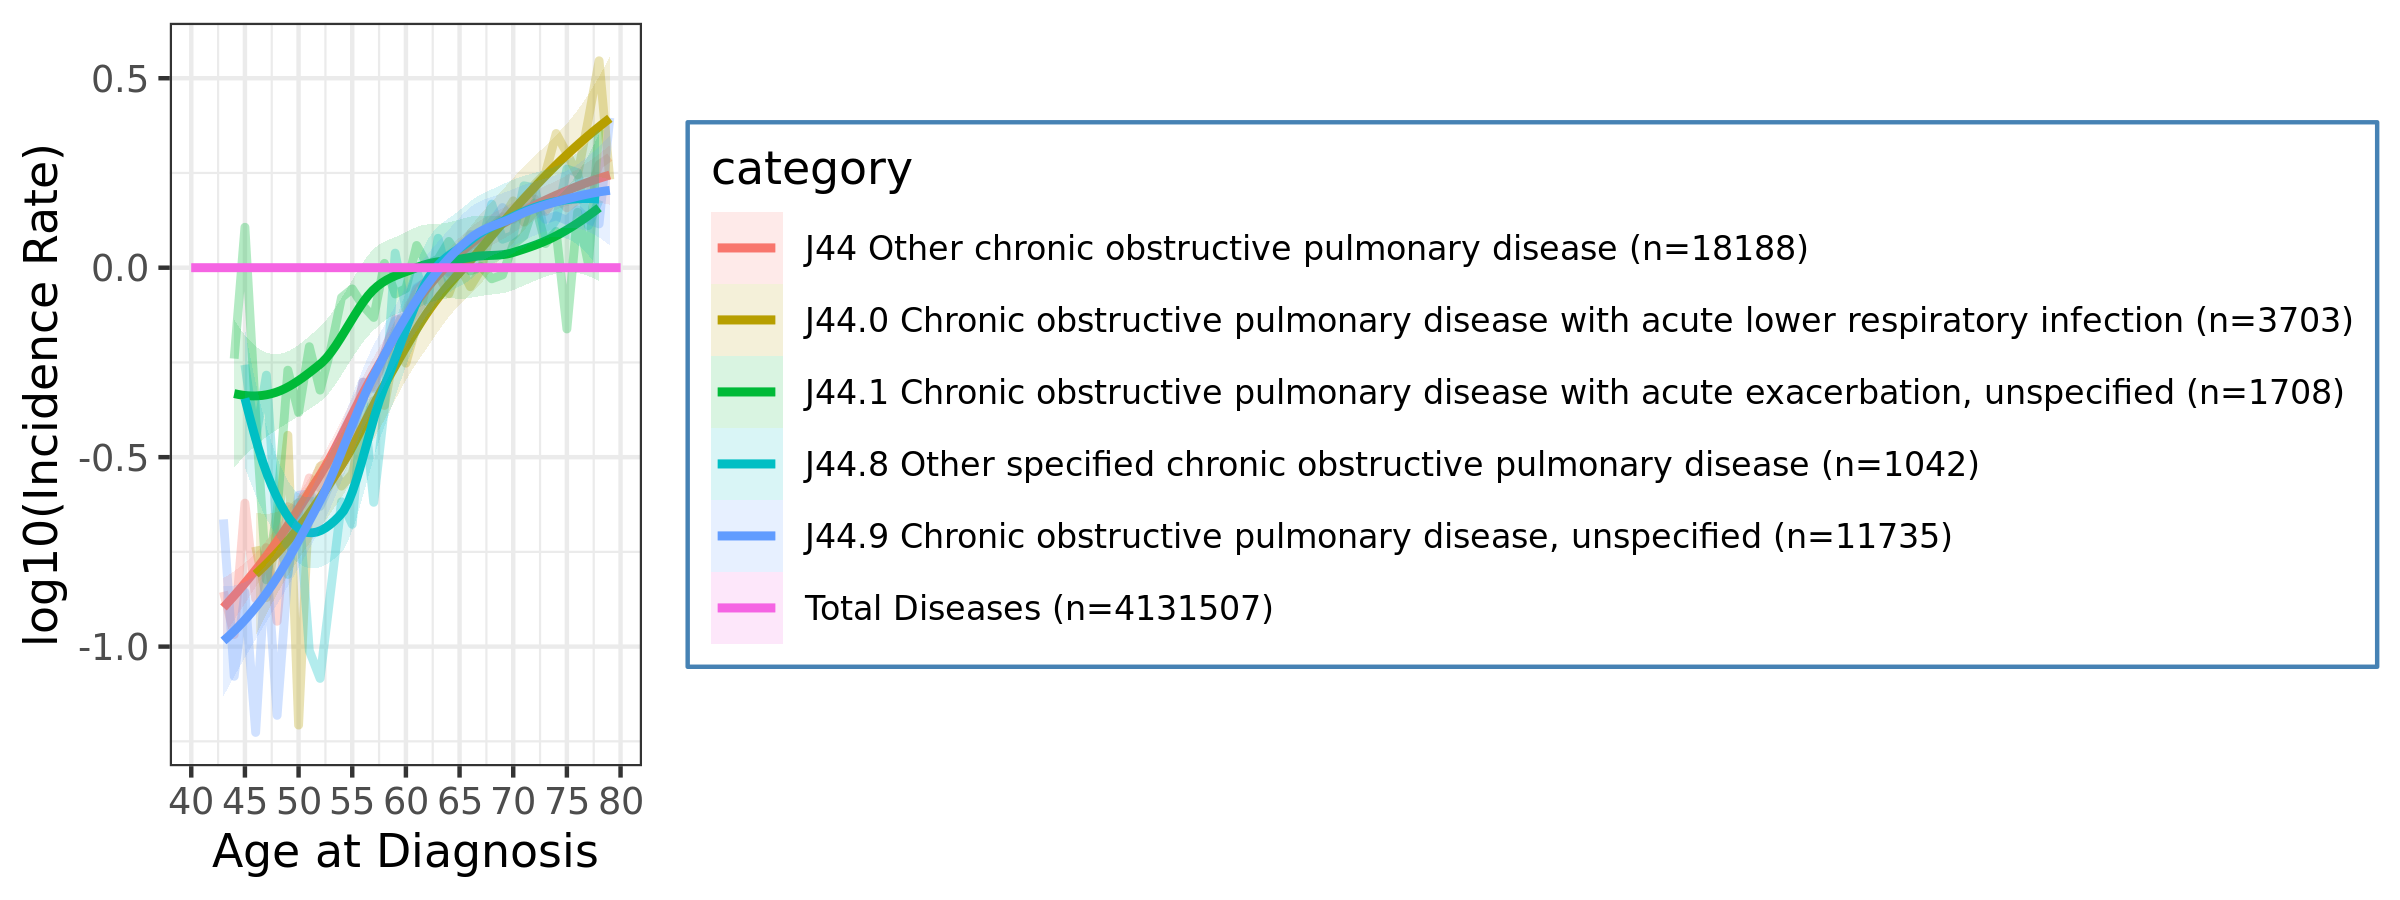 log10(Incidence Rate)
0.5
0.0
-0.5
-1.0
40 45 50 55 60 65 70 75 80
Age at Diagnosis
category
J44 Other chronic obstructive pulmonary disease (n=18188)
J44.0 Chronic obstructive pulmonary disease with acute lower respiratory infection (n=3703)
J44.1 Chronic obstructive pulmonary disease with acute exacerbation, unspecified (n=1708)
J44.8 Other specified chronic obstructive pulmonary disease (n=1042)
J44.9 Chronic obstructive pulmonary disease, unspecified (n=11735)
Total Diseases (n=4131507)